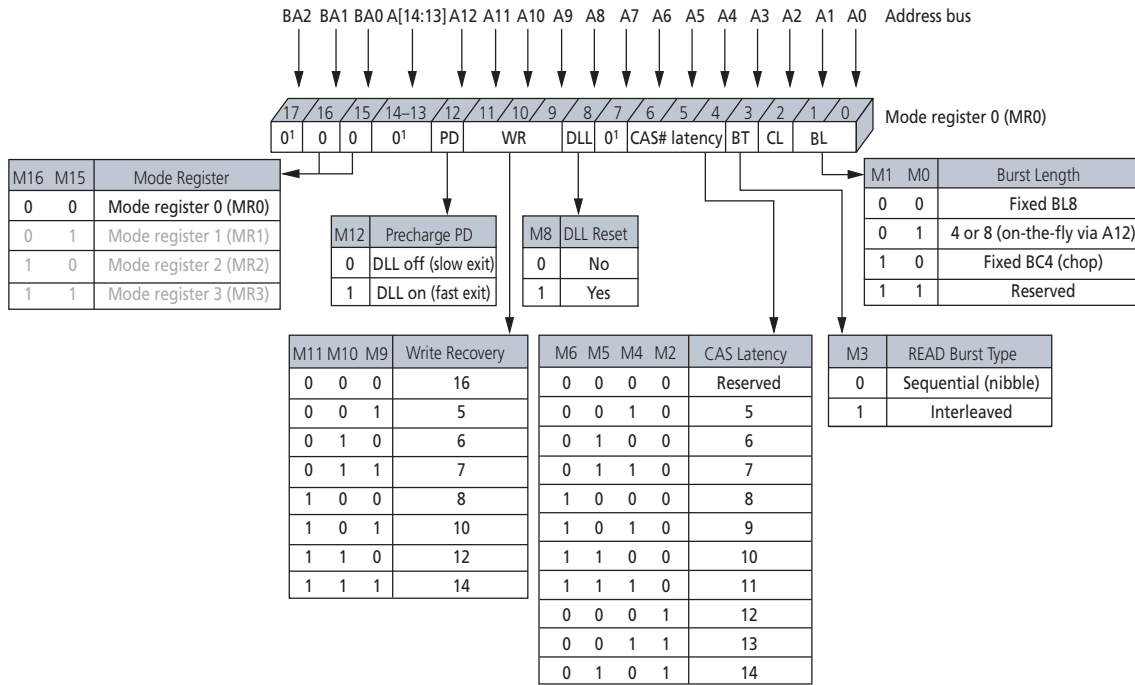 BA2 BA1 BA0 A[14:13] A12 A11 A10 A9 A8 A7 A6 A5 A4 A3 A2 A1 A0 Address bus
17 16 15 14–13 12 11 10 9 8 7 6 5 4 3 2 1 0
Mode register 0 (MR0)
0¹ 0 0 0¹ PD WR DLL 0¹ CAS# latency BT CL BL
M16 M15 Mode Register
0 0 Mode register 0 (MR0)
0 1 Mode register 1 (MR1)
1 0 Mode register 2 (MR2)
1 1 Mode register 3 (MR3)
M12 Precharge PD
0 DLL off (slow exit)
1 DLL on (fast exit)
M8 DLL Reset
0 No
1 Yes
M1 M0 Burst Length
0 0 Fixed BL8
0 1 4 or 8 (on-the-fly via A12)
1 0 Fixed BC4 (chop)
1 1 Reserved
M11 M10 M9 Write Recovery
0 0 0 16
0 0 1 5
0 1 0 6
0 1 1 7
1 0 0 8
1 0 1 10
1 1 0 12
1 1 1 14
M6 M5 M4 M2 CAS Latency
0 0 0 0 Reserved
0 0 1 0 5
0 1 0 0 6
0 1 1 0 7
1 0 0 0 8
1 0 1 0 9
1 1 0 0 10
1 1 1 0 11
0 0 0 1 12
0 0 1 1 13
0 1 0 1 14
M3 READ Burst Type
0 Sequential (nibble)
1 Interleaved